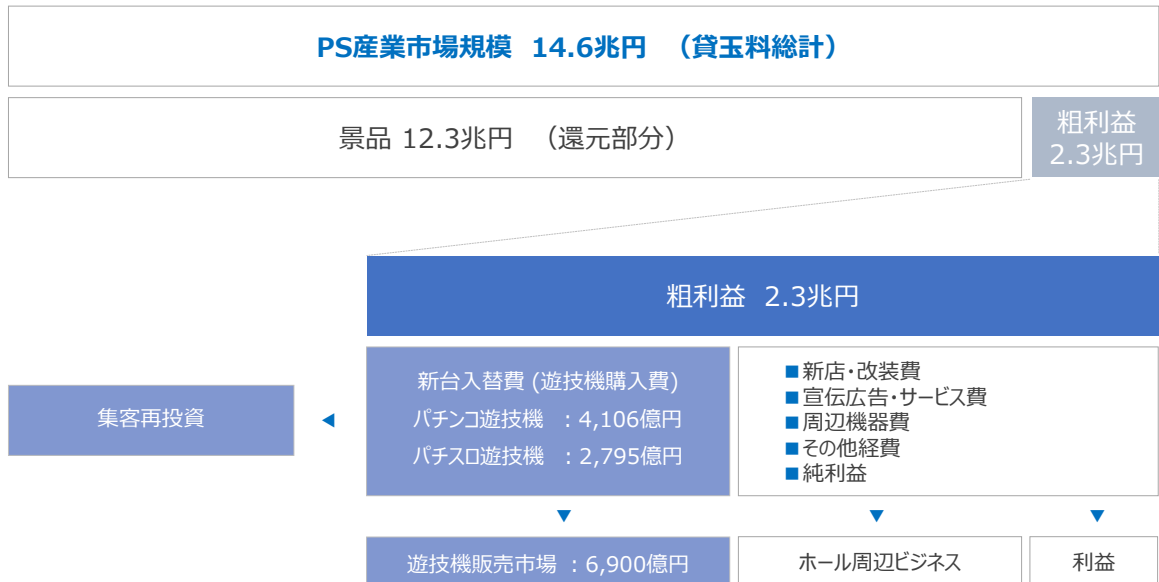 PS産業市場規模 14.6兆円 （貸玉料総計）
景品 12.3兆円 （還元部分）
粗利益
2.3兆円
粗利益 2.3兆円
新台入替費 (遊技機購入費)
パチンコ遊技機 ：4,106億円
パチスロ遊技機 ：2,795億円
■新店・改装費
■宣伝広告・サービス費
■周辺機器費
■その他経費
■純利益
集客再投資
遊技機販売市場 ：6,900億円
ホール周辺ビジネス
利益